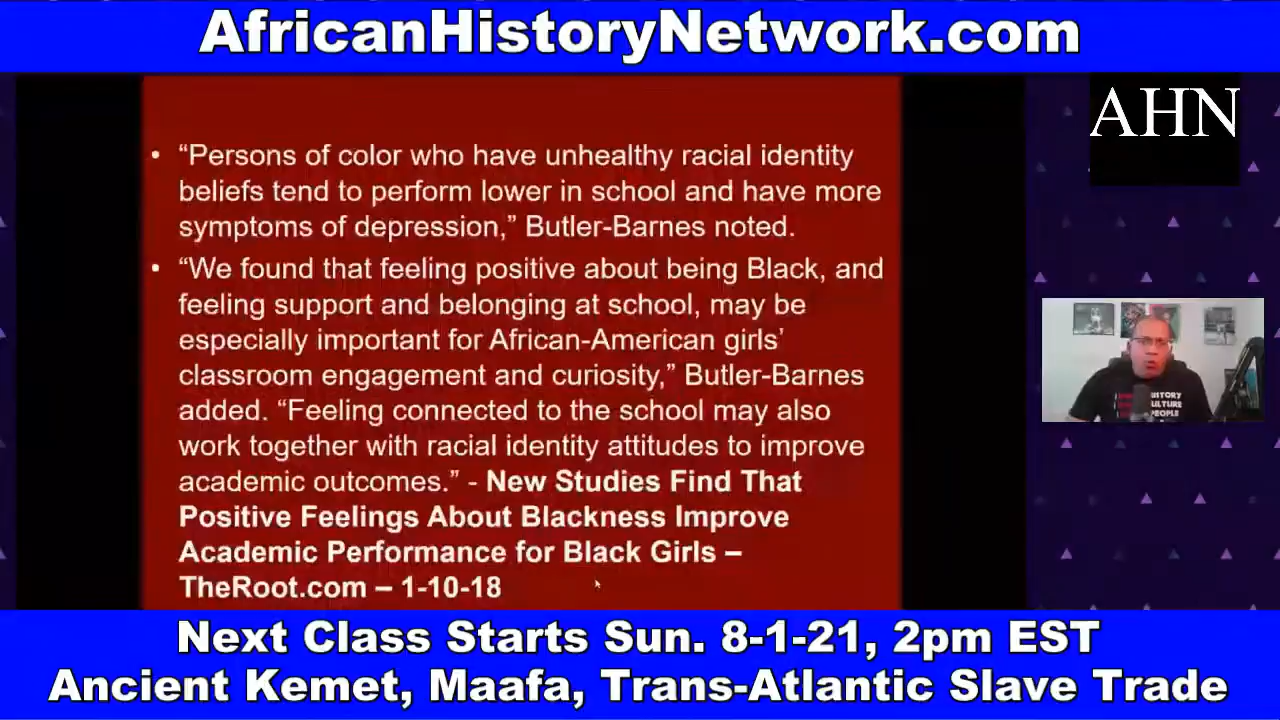 AfricanHistoryNetwork.com
AHN
• “Persons of color who have unhealthy racial identity
beliefs tend to perform lower in school and have more
symptoms of depression,” Butler-Barnes noted.
• “We found that feeling positive about being Black, and
feeling support and belonging at school, may be
especially important for African-American girls’
classroom engagement and curiosity,” Butler-Barnes
added. “Feeling connected to the school may also
work together with racial identity attitudes to improve
academic outcomes.” - New Studies Find That
Positive Feelings About Blackness Improve
Academic Performance for Black Girls –
TheRoot.com – 1-10-18
HISTORY
CULTURE
PEOPLE
Next Class Starts Sun. 8-1-21, 2pm EST
Ancient Kemet, Maafa, Trans-Atlantic Slave Trade